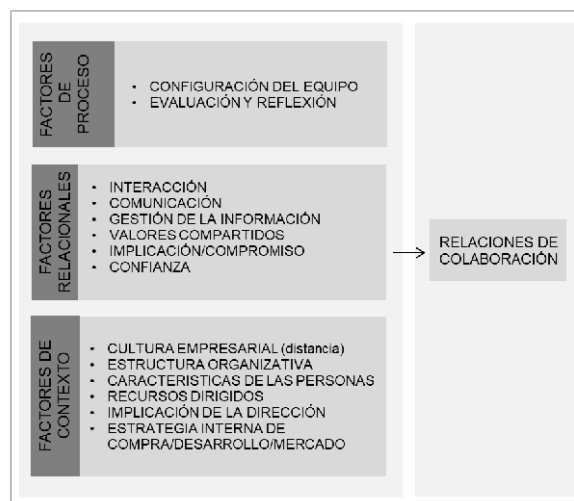 FACTORES
DE
PROCESO
• CONFIGURACIÓN DEL EQUIPO
• EVALUACIÓN Y REFLEXIÓN
FACTORES
RELACIONALES
• INTERACCIÓN
• COMUNICACIÓN
• GESTIÓN DE LA INFORMACIÓN
• VALORES COMPARTIDOS
• IMPLICACIÓN/COMPROMISO
• CONFIANZA
FACTORES DE
CONTEXTO
• CULTURA EMPRESARIAL (distancia)
• ESTRUCTURA ORGANIZATIVA
• CARACTERISTICAS DE LAS PERSONAS
• RECURSOS DIRIGIDOS
• IMPLICACIÓN DE LA DIRECCIÓN
• ESTRATEGIA INTERNA DE
COMPRA/DESARROLLO/MERCADO
RELACIONES DE
COLABORACIÓN